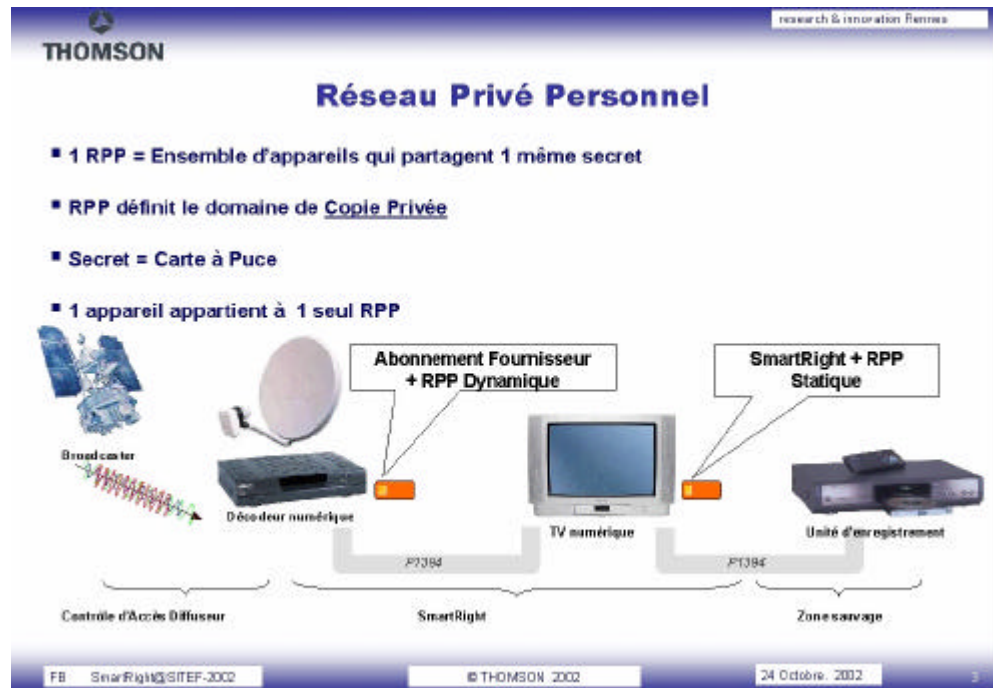 research & innovation Rennes
THOMSON
Réseau Privé Personnel
1 RPP = Ensemble d'appareils qui partagent 1 même secret
RPP définit le domaine de Copie Privée
Secret = Carte à Puce
1 appareil appartient à 1 seul RPP
Abonnement Fournisseur
+ RPP Dynamique
SmartRight + RPP
Statique
Broadcaster
Décodeur numérique
TV numérique
Unité d'enregistrement
P1394
P1394
Contrôle d'Accès Diffuseur
SmartRight
Zone sauvage
FB SmartRight@SITEF-2002
© THOMSON 2002
24 Octobre. 2002
3